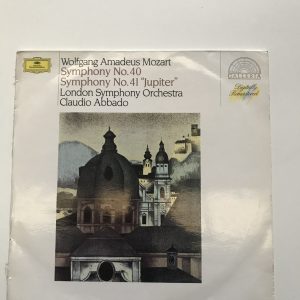 Wolfgang Amadeus Mozart
Symphony No.40
Symphony No.41 "Jupiter"
London Symphony Orchestra
Claudio Abbado
GALLERIA
Digitally
Remastered